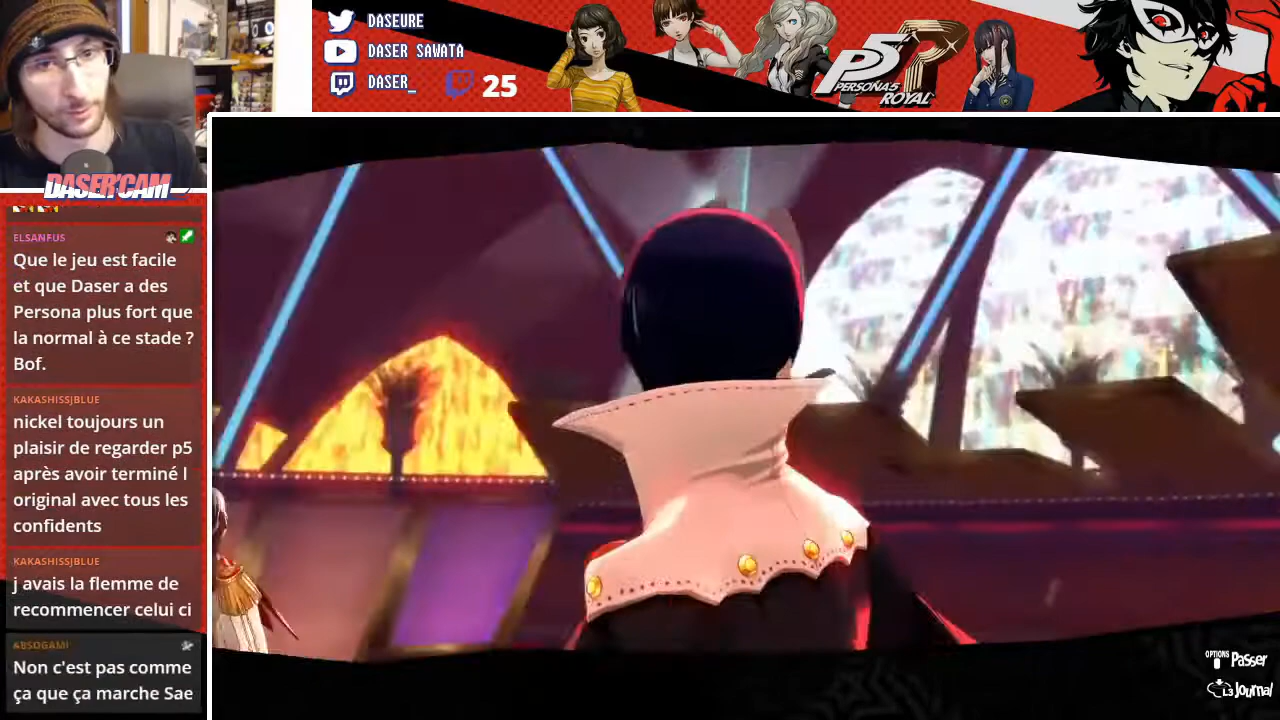 DASEURE
DASER SAWATA
DASER_
25
P5R
PERSONA5
ROYAL
DASER'CAM
ELSANFUS
Que le jeu est facile
et que Daser a des
Persona plus fort que
la normal à ce stade ?
Bof.
KAKASHISSJBLUE
nickel toujours un
plaisir de regarder p5
après avoir terminé l
original avec tous les
confidents
KAKASHISSJBLUE
j avais la flemme de
recommencer celui ci
ABSOGAMI
Non c'est pas comme
ça que ça marche Sae
OPTIONS Passer
L3 Journal